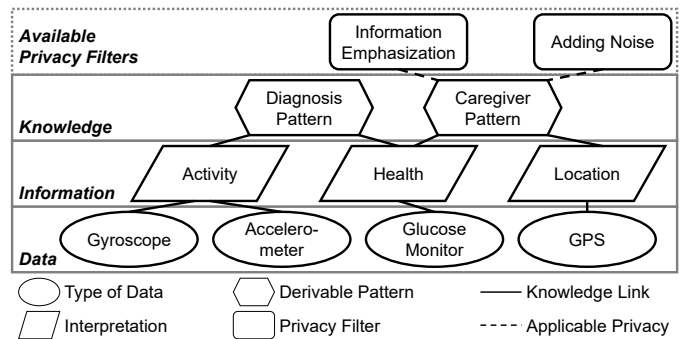 Available
Privacy Filters
Information
Emphasization
Adding Noise
Knowledge
Diagnosis
Pattern
Caregiver
Pattern
Information
Activity
Health
Location
Data
Gyroscope
Accelero-
meter
Glucose
Monitor
GPS
Type of Data
Derivable Pattern
Knowledge Link
Interpretation
Privacy Filter
Applicable Privacy